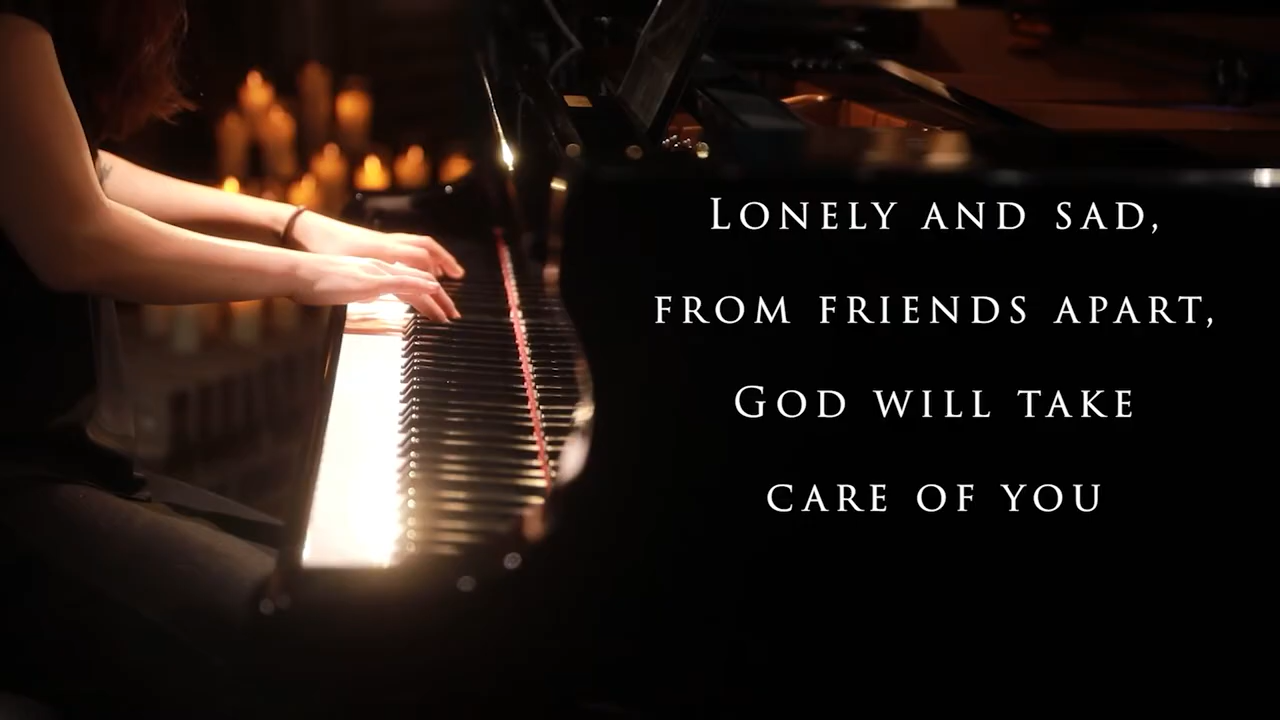 Lonely and sad,
from friends apart,
God will take
care of you